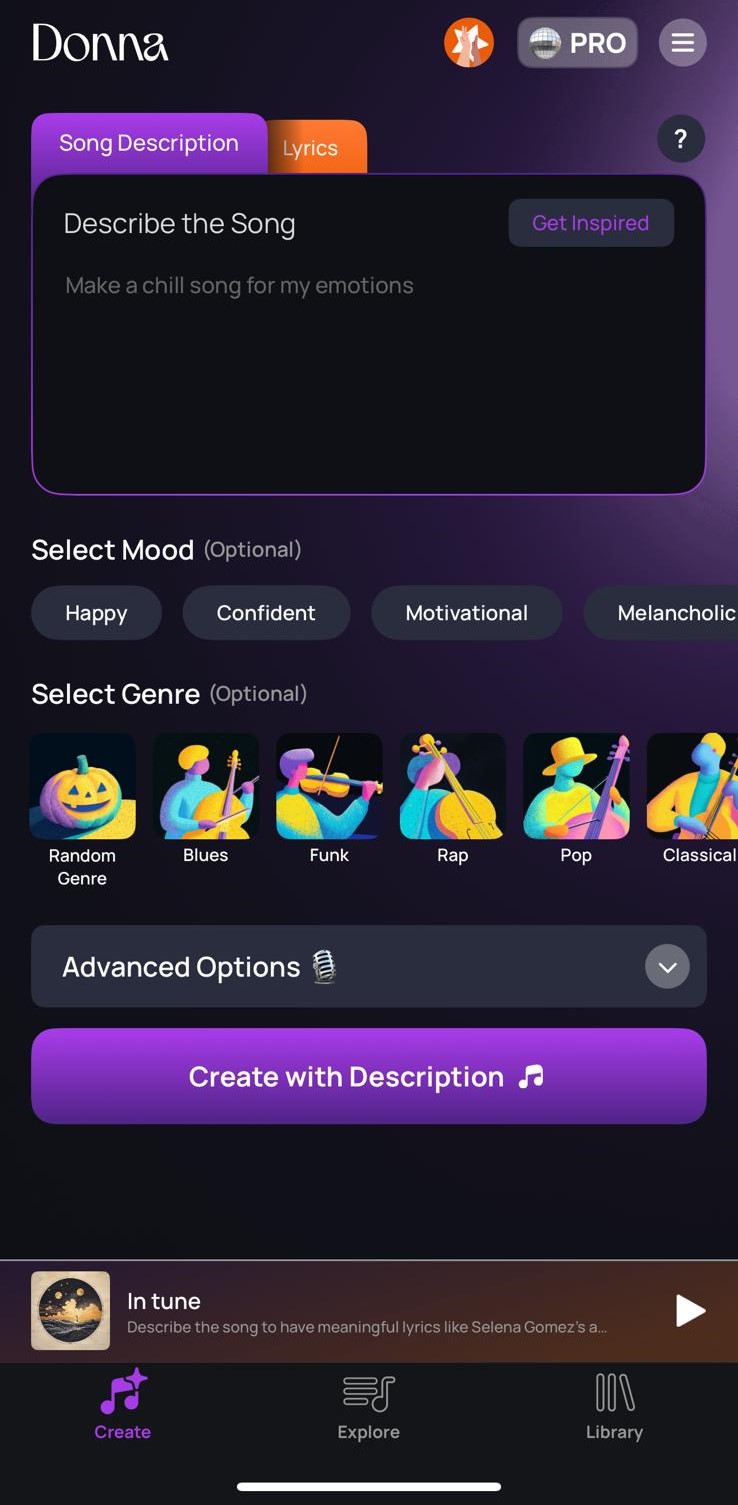 Donna
PRO
Song Description
Lyrics
?
Describe the Song
Get Inspired
Make a chill song for my emotions
Select Mood (Optional)
Happy
Confident
Motivational
Melancholic
Select Genre (Optional)
Random
Genre
Blues
Funk
Rap
Pop
Classical
Advanced Options
Create with Description
In tune
Describe the song to have meaningful lyrics like Selena Gomez's a...
Create
Explore
Library